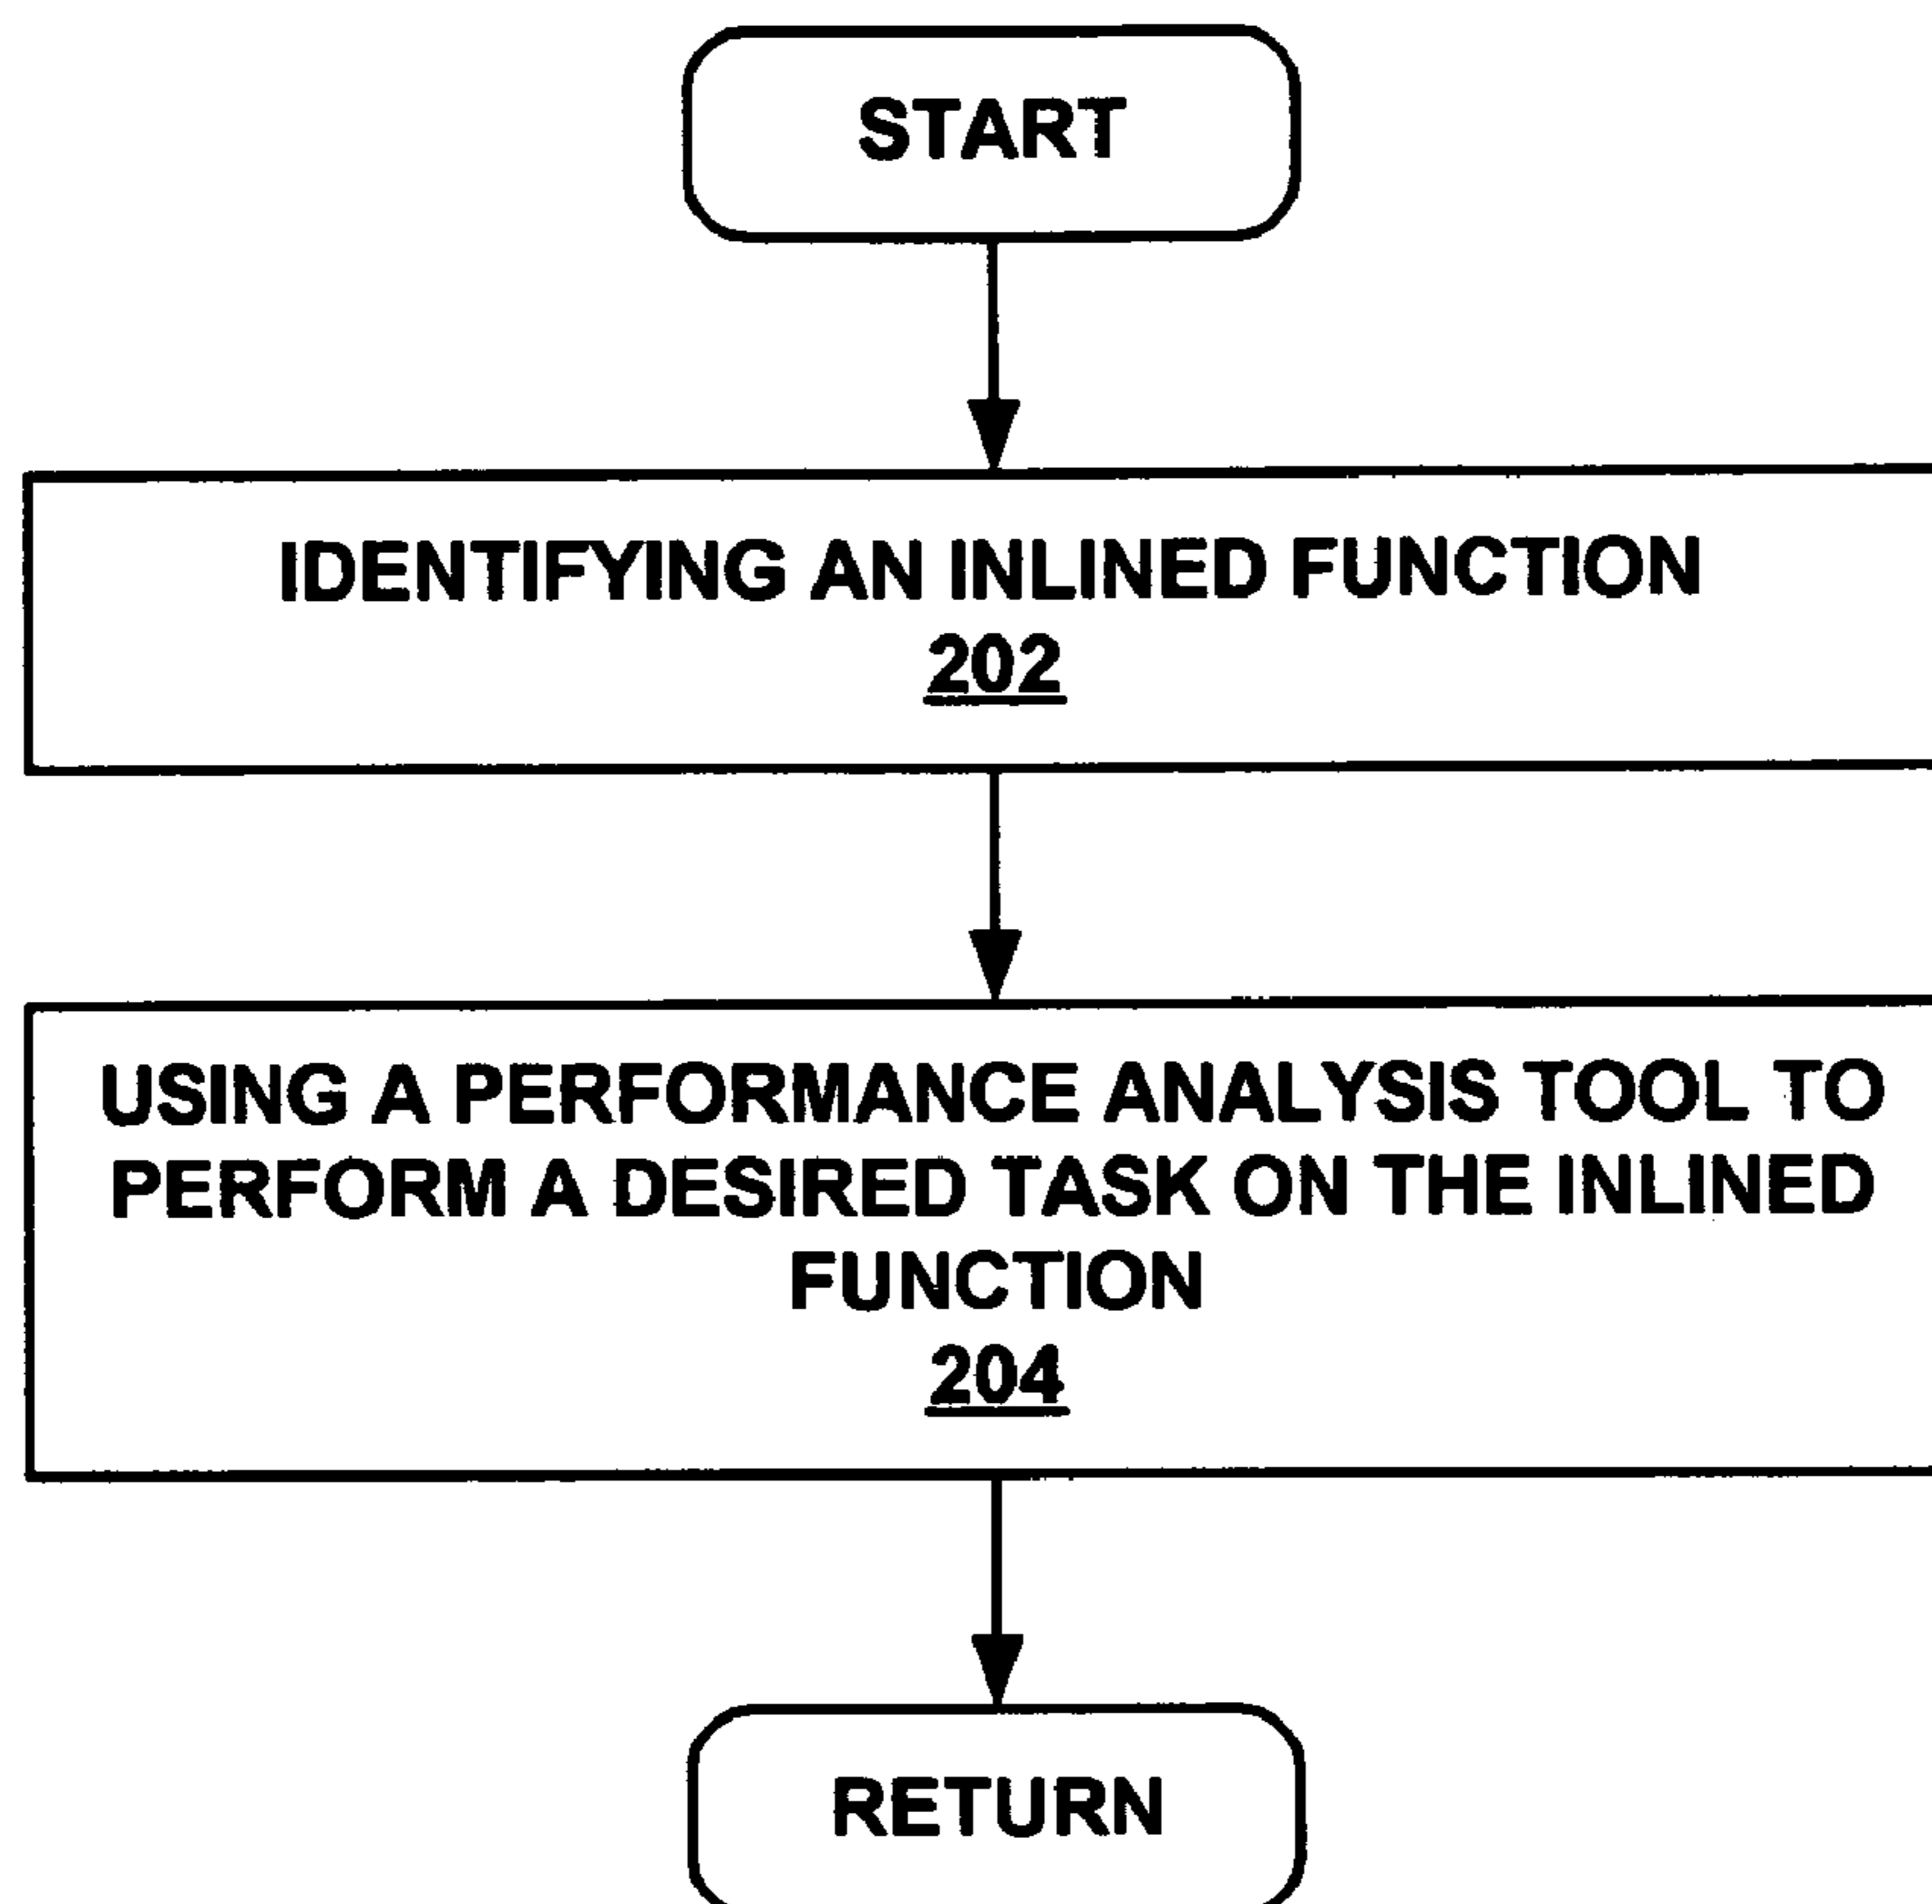 START
IDENTIFYING AN INLINED FUNCTION
202
USING A PERFORMANCE ANALYSIS TOOL TO
PERFORM A DESIRED TASK ON THE INLINED
FUNCTION
204
RETURN